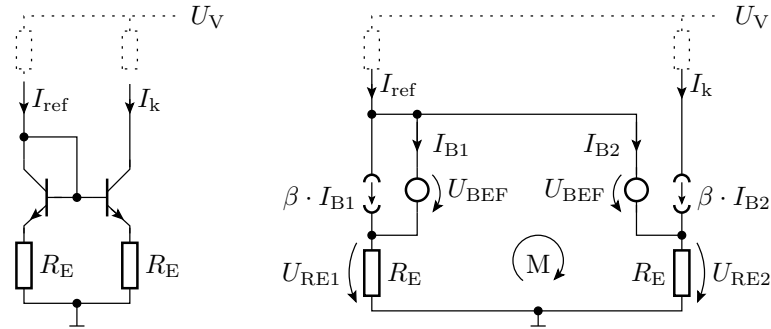 U_V
I_ref
I_k
R_E
R_E
U_V
I_ref
I_k
I_B1
I_B2
β · I_B1
U_BEF
U_BEF
β · I_B2
U_RE1
R_E
M
R_E
U_RE2